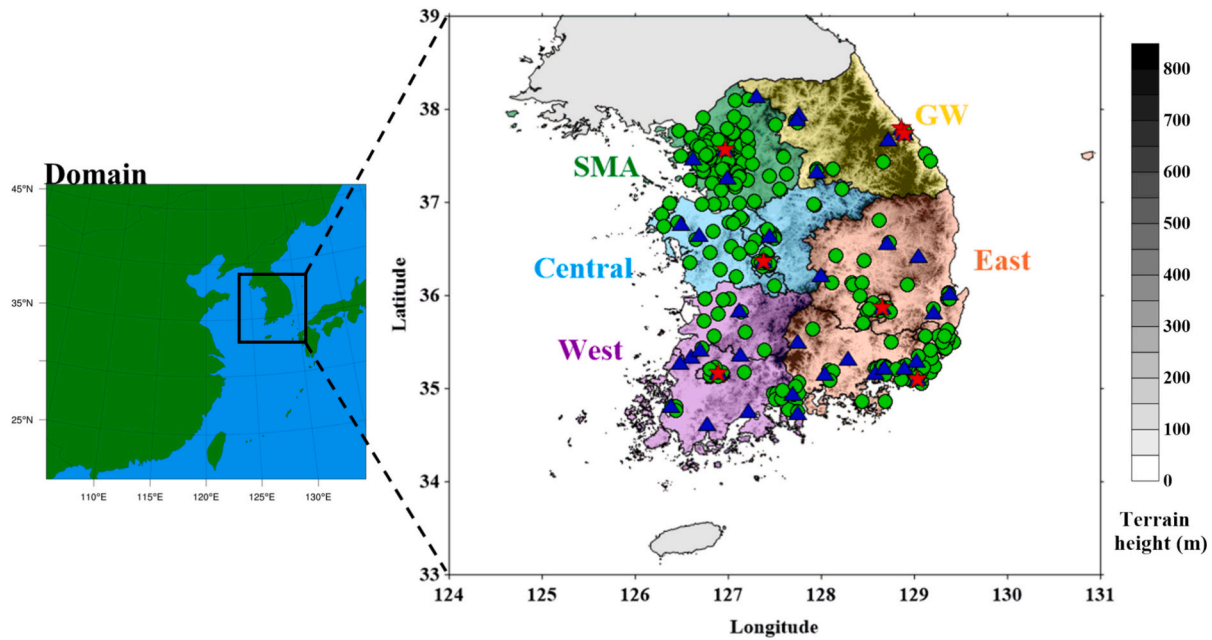 Domain
45°N
35°N
25°N
110°E
115°E
120°E
125°E
130°E
39
38
37
36
35
34
33
Latitude
124
125
126
127
128
129
130
131
Longitude
GW
SMA
Central
East
West
800
700
600
500
400
300
200
100
0
Terrain
height (m)